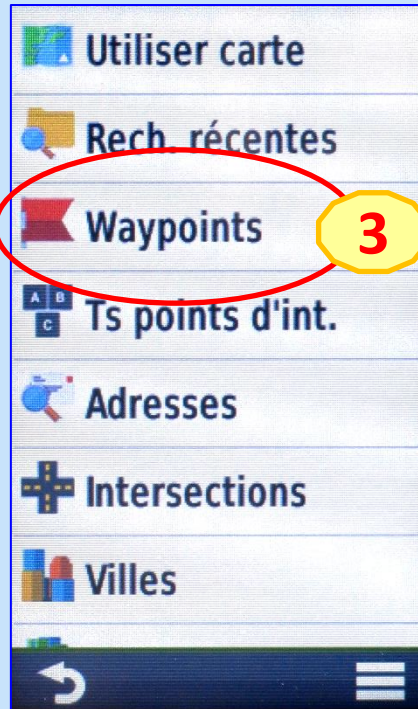 Utiliser carte
Rech. récentes
Waypoints
3
Ts points d'int.
A B
C
Adresses
Intersections
Villes